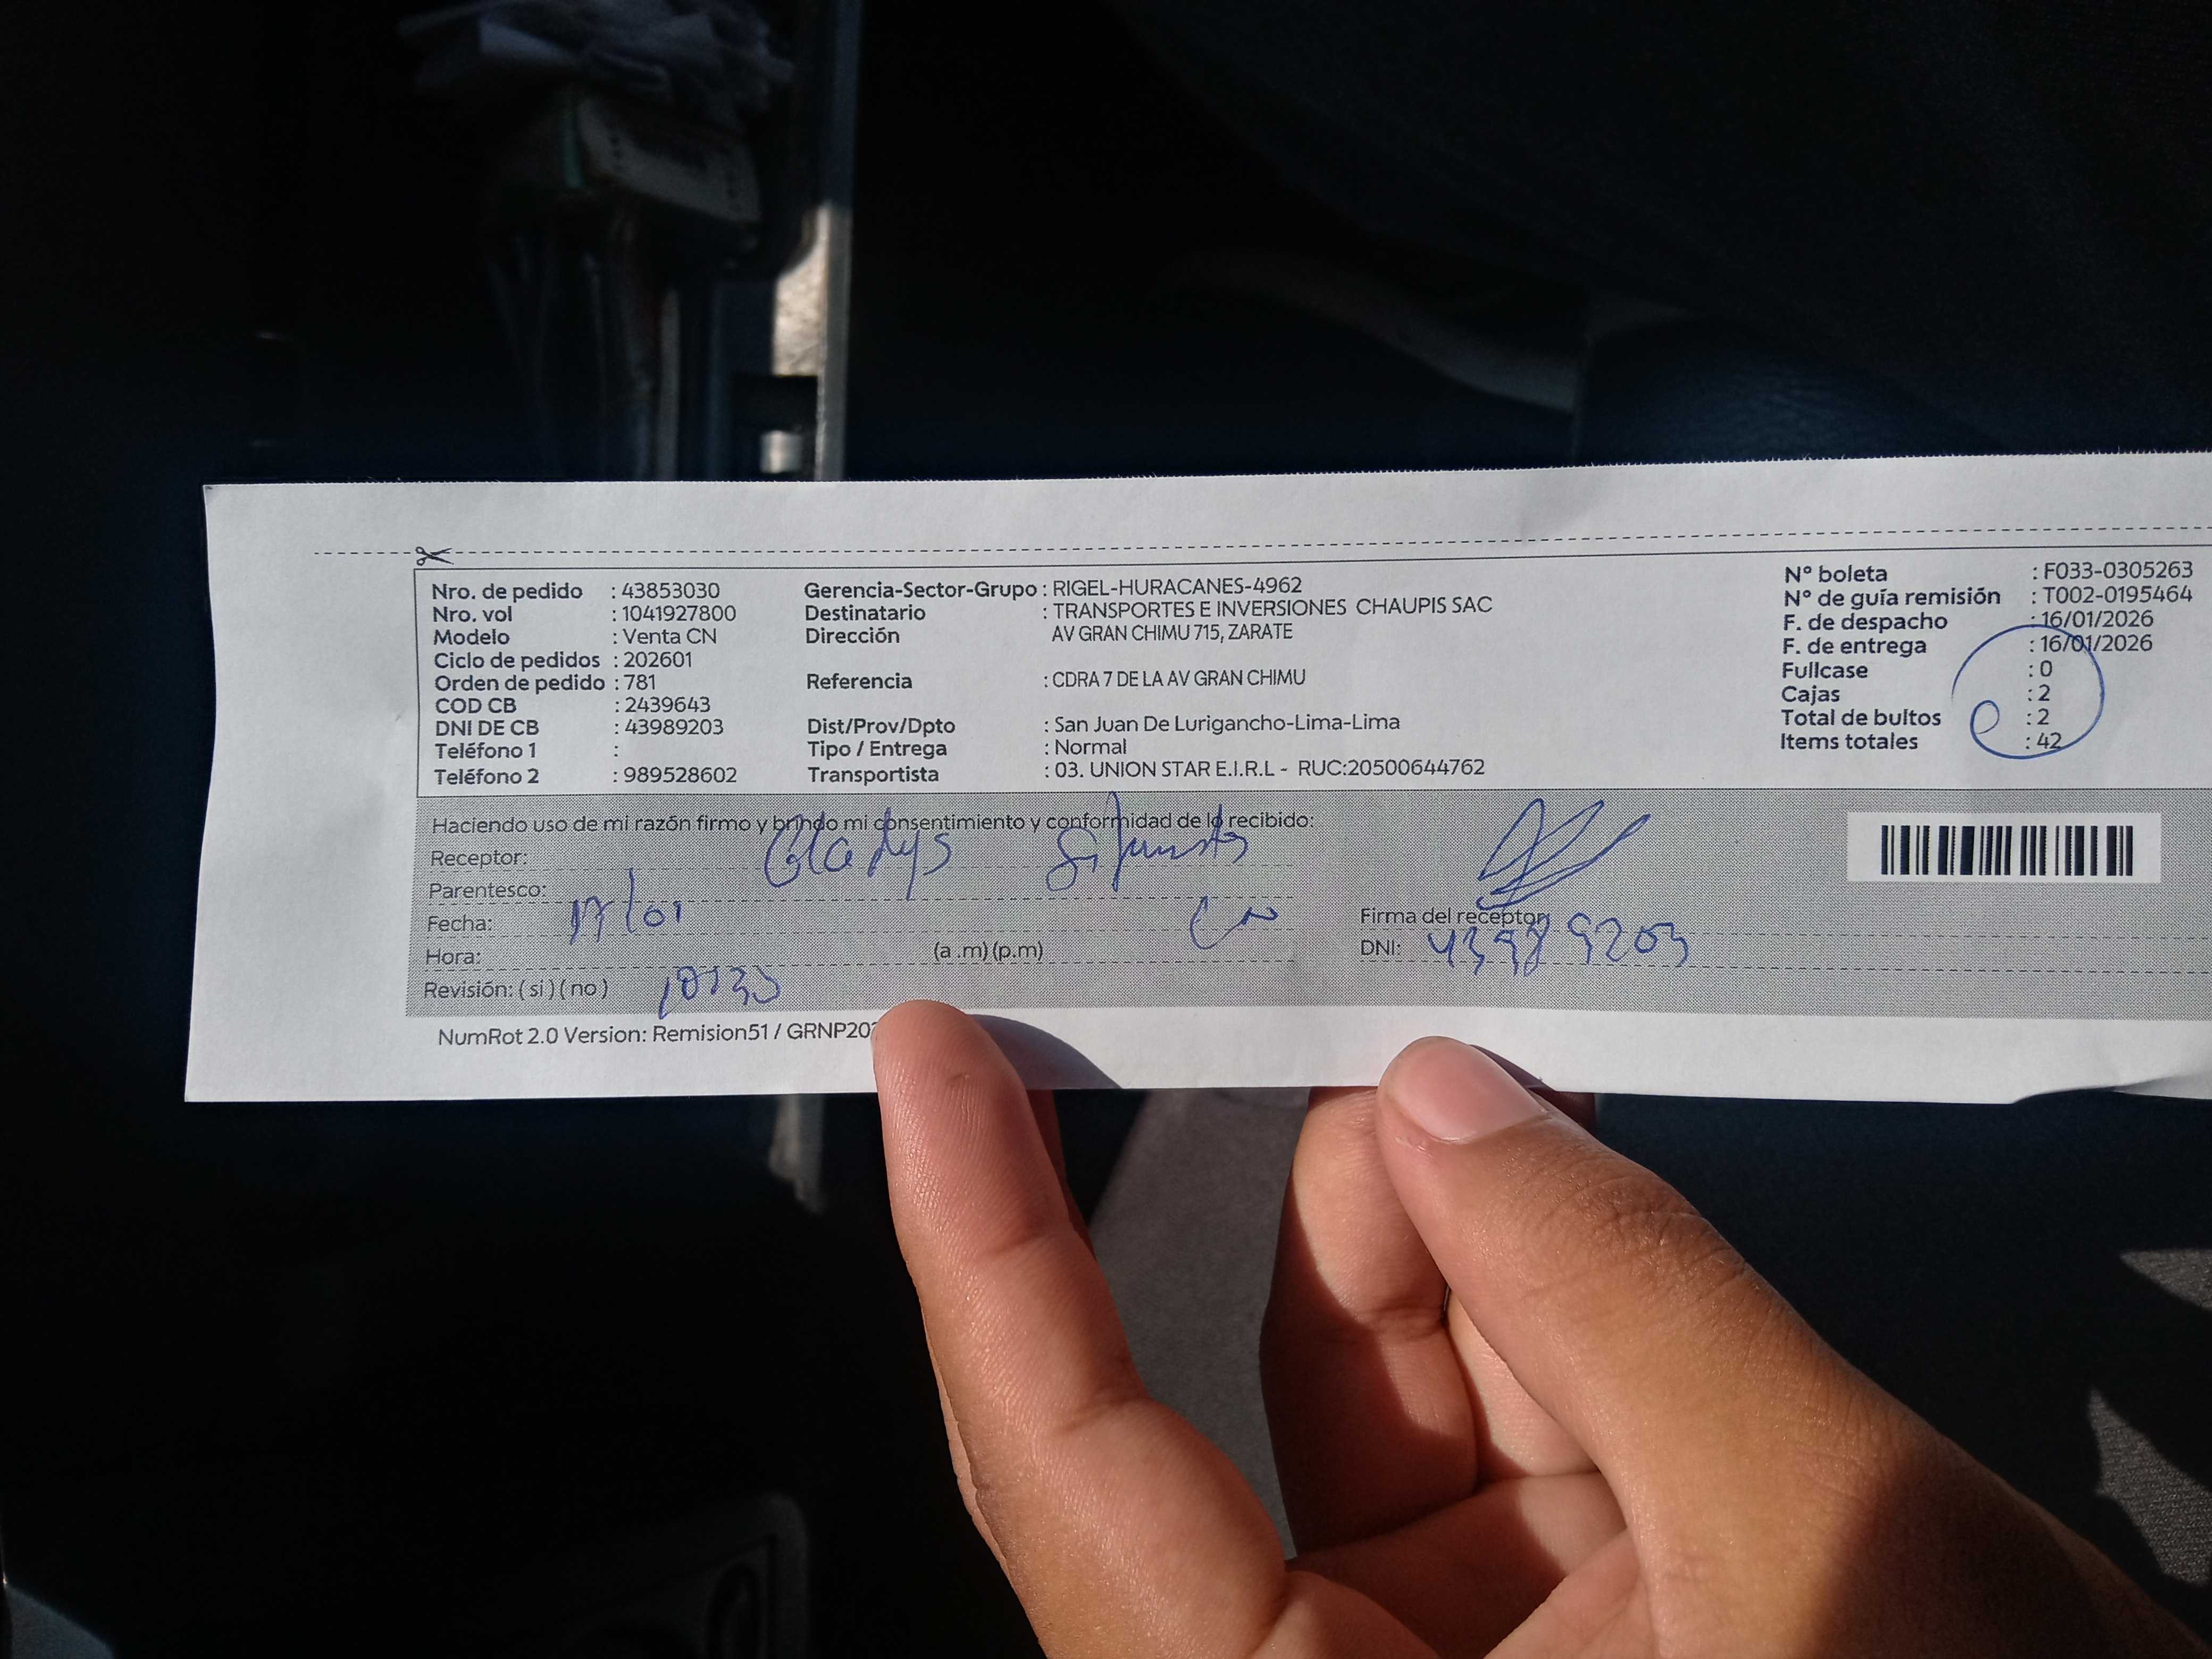 Nro. de pedido : 43853030
Nro. vol : 1041927800
Modelo : Venta CN
Ciclo de pedidos : 202601
Orden de pedido : 781
COD CB : 2439643
DNI DE CB : 43989203
Teléfono 1 :
Teléfono 2 : 989528602
Gerencia-Sector-Grupo : RIGEL-HURACANES-4962
Destinatario : TRANSPORTES E INVERSIONES CHAUPIS SAC
Dirección AV GRAN CHIMU 715, ZARATE
Referencia : CDRA 7 DE LA AV GRAN CHIMU
Dist/Prov/Dpto : San Juan De Lurigancho-Lima-Lima
Tipo / Entrega : Normal
Transportista : 03. UNION STAR E.I.R.L - RUC:20500644762
N° boleta : F033-0305263
N° de guía remisión : T002-0195464
F. de despacho : 16/01/2026
F. de entrega : 16/01/2026
Fullcase : 0
Cajas : 2
Total de bultos : 2
Items totales : 42
Haciendo uso de mi razón firmo y brindo mi consentimiento y conformidad de lo recibido:
Receptor: Gladys
Parentesco:
Fecha: 17/01
Hora: (a.m)(p.m)
Revisión: (si)(no)
Firma del receptor
DNI: 43989203
NumRot 2.0 Version: Remision51 / GRNP20